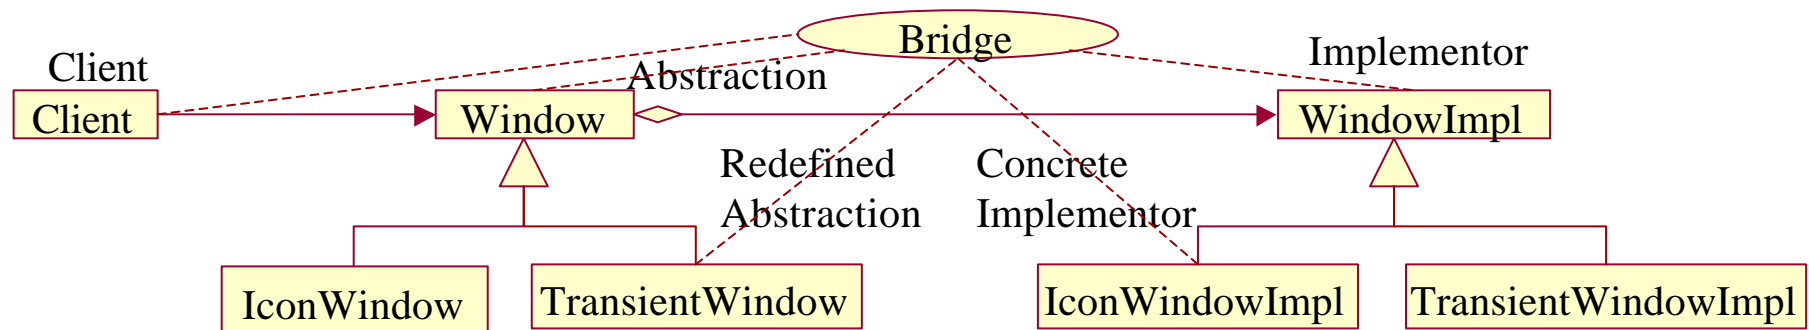 Bridge
Client
Abstraction
Implementor
Client
Window
WindowImpl
Redefined
Abstraction
Concrete
Implementor
IconWindow
TransientWindow
IconWindowImpl
TransientWindowImpl